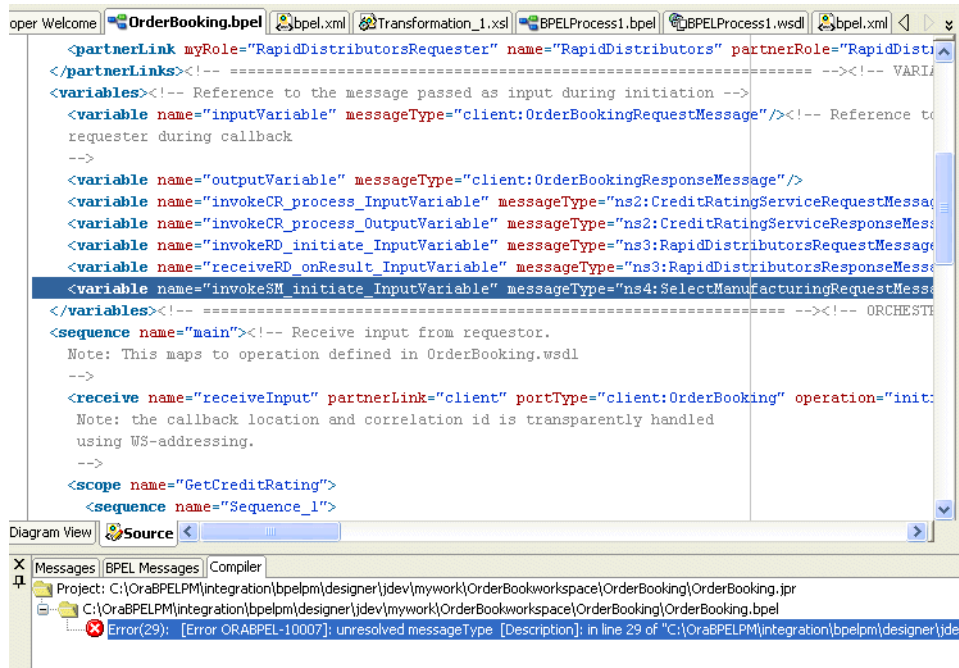 oper Welcome OrderBooking.bpel bpel.xml Transformation_1.xsl BPELProcess1.bpel BPELProcess1.wsdl bpel.xml
<partnerLink myRole="RapidDistributorsRequester" name="RapidDistributors" partnerRole="RapidDistr
</partnerLinks><!-- ================================================================ --><!-- VARIA
<variables><!-- Reference to the message passed as input during initiation -->
<variable name="inputVariable" messageType="client:OrderBookingRequestMessage"/><!-- Reference to
requester during callback
-->
<variable name="outputVariable" messageType="client:OrderBookingResponseMessage"/>
<variable name="invokeCR_process_InputVariable" messageType="ns2:CreditRatingServiceRequestMessag
<variable name="invokeCR_process_OutputVariable" messageType="ns2:CreditRatingServiceResponseMess
<variable name="invokeRD_initiate_InputVariable" messageType="ns3:RapidDistributorsRequestMessage
<variable name="receiveRD_onResult_InputVariable" messageType="ns3:RapidDistributorsResponseMessa
<variable name="invokeSM_initiate_InputVariable" messageType="ns4:SelectManufacturingRequestMessa
</variables><!-- ================================================================ --><!-- ORCHESTR
<sequence name="main"><!-- Receive input from requestor.
Note: This maps to operation defined in OrderBooking.wsdl
-->
<receive name="receiveInput" partnerLink="client" portType="client:OrderBooking" operation="initi
Note: the callback location and correlation id is transparently handled
using WS-addressing.
-->
<scope name="GetCreditRating">
<sequence name="Sequence_1">
Diagram View Source
Messages BPEL Messages Compiler
Project: C:\OraBPELPM\integration\bpelpm\designer\jdev\mywork\OrderBookworkspace\OrderBooking\OrderBooking.jpr
C:\OraBPELPM\integration\bpelpm\designer\jdev\mywork\OrderBookworkspace\OrderBooking\OrderBooking.bpel
Error(29): [Error ORABPEL-10007]: unresolved messageType [Description]: in line 29 of "C:\OraBPELPM\integration\bpelpm\designer\jde